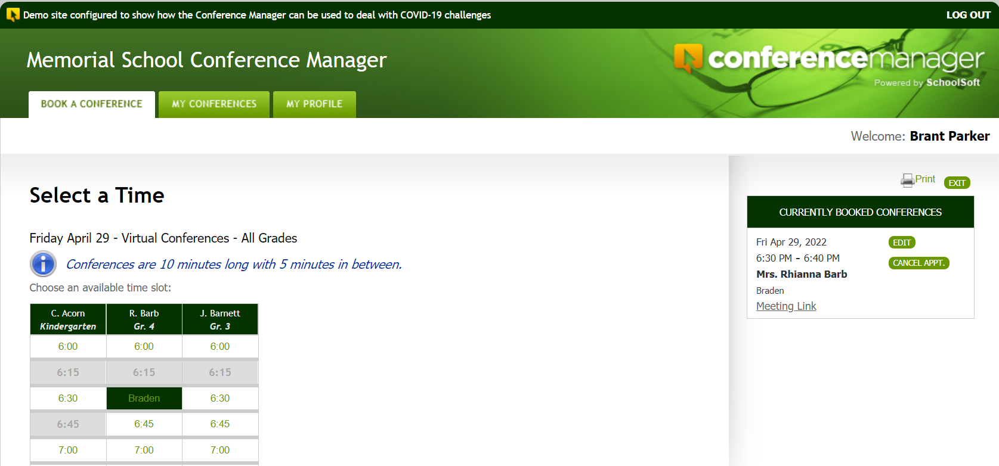 Demo site configured to show how the Conference Manager can be used to deal with COVID-19 challenges
LOG OUT
Memorial School Conference Manager
conferencemanager
Powered by SchoolSoft
BOOK A CONFERENCE
MY CONFERENCES
MY PROFILE
Welcome: Brant Parker
Print
EXIT
Select a Time
Friday April 29 - Virtual Conferences - All Grades
Conferences are 10 minutes long with 5 minutes in between.
Choose an available time slot:
C. Acorn R. Barb J. Barnett
Kindergarten Gr. 4 Gr. 3
6:00 6:00 6:00
6:15 6:15 6:15
6:30 Braden 6:30
6:45 6:45 6:45
7:00 7:00 7:00
CURRENTLY BOOKED CONFERENCES
Fri Apr 29, 2022
EDIT
6:30 PM - 6:40 PM
CANCEL APPT.
Mrs. Rhianna Barb
Braden
Meeting Link